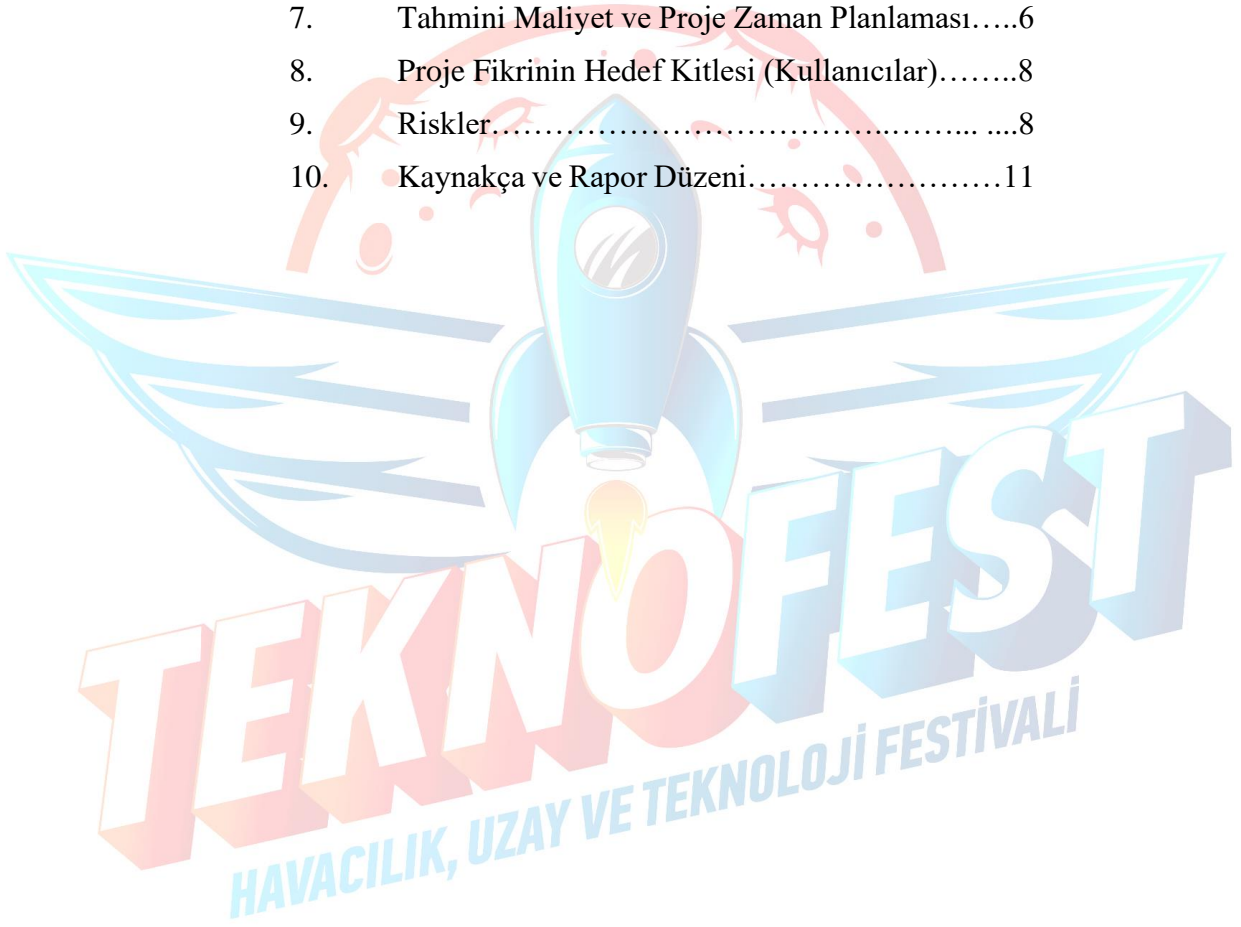 7. Tahmini Maliyet ve Proje Zaman Planlaması…..6
8. Proje Fikrinin Hedef Kitlesi (Kullanıcılar)……..8
9. Riskler……………………………….……... ....8
10. Kaynakça ve Rapor Düzeni……………………11
TEKNOFEST
HAVACILIK, UZAY VE TEKNOLOJİ FESTİVALİ